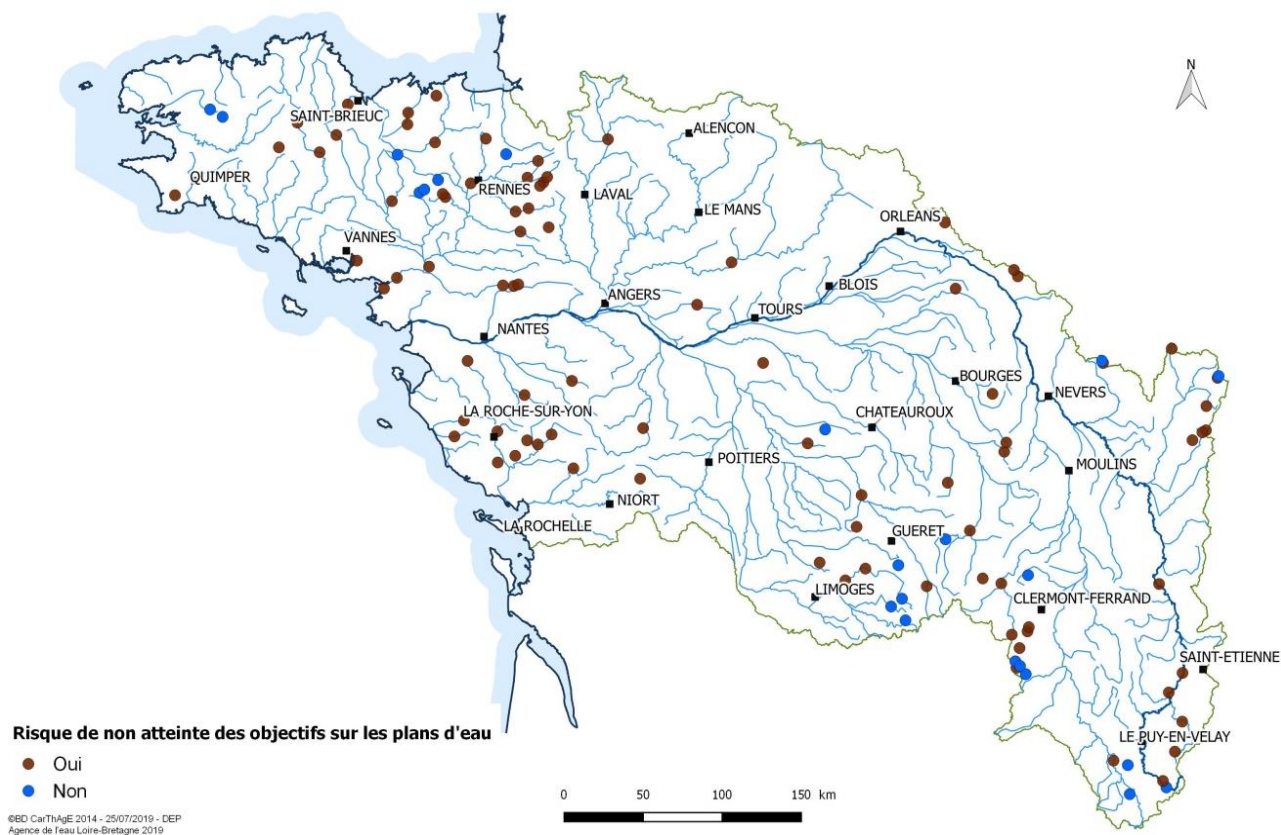 N
ALENCON
SAINT-BRIEUC
QUIMPER
RENNES
LAVAL
LE MANS
ORLEANS
VANNES
BLOIS
ANGERS
TOURS
NANTES
BOURGES
NEVERS
LA ROCHE-SUR-YON
CHATEAUROUX
POITIERS
MOULINS
NIORT
LA ROCHELLE
GUERET
LIMOGES
CLERMONT-FERRAND
SAINT-ETIENNE
LE PUY-EN-VELAY
Risque de non atteinte des objectifs sur les plans d'eau
Oui
Non
0 50 100 150 km
©BD CarThAgE 2014 - 25/07/2019 - DEP
Agence de l'eau Loire-Bretagne 2019